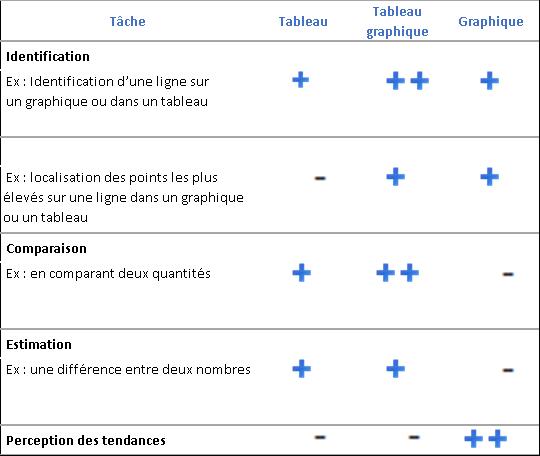 Tâche Tableau Tableau graphique Graphique
Identification
Ex : Identification d'une ligne sur + ++ +
un graphique ou dans un tableau
Ex : localisation des points les plus - + +
élevés sur une ligne dans un graphique
ou un tableau
Comparaison
Ex : en comparant deux quantités + ++ -
Estimation
Ex : une différence entre deux nombres + + -
Perception des tendances - - ++